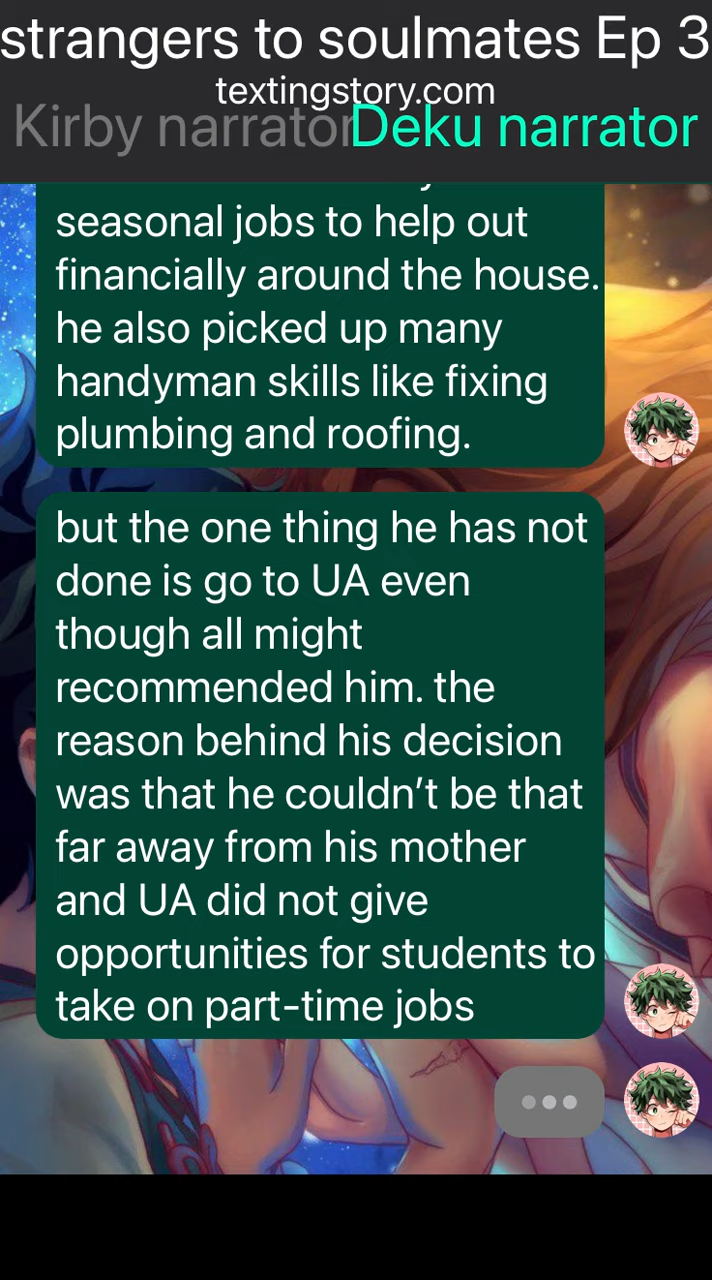 strangers to soulmates Ep 3
textingstory.com
Kirby narrator Deku narrator
seasonal jobs to help out
financially around the house.
he also picked up many
handyman skills like fixing
plumbing and roofing.
but the one thing he has not
done is go to UA even
though all might
recommended him. the
reason behind his decision
was that he couldn’t be that
far away from his mother
and UA did not give
opportunities for students to
take on part-time jobs